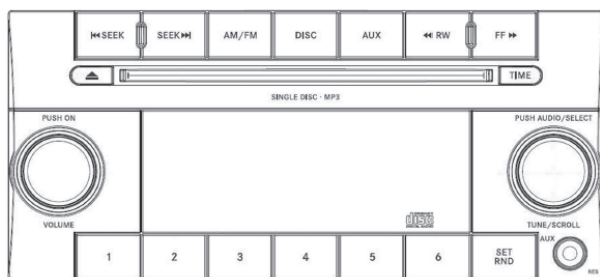 SEEK SEEK AM/FM DISC AUX RW FF
TIME
SINGLE DISC · MP3
PUSH ON
PUSH AUDIO/SELECT
disc
VOLUME
TUNE/SCROLL
1 2 3 4 5 6 SET RND
AUX
RES